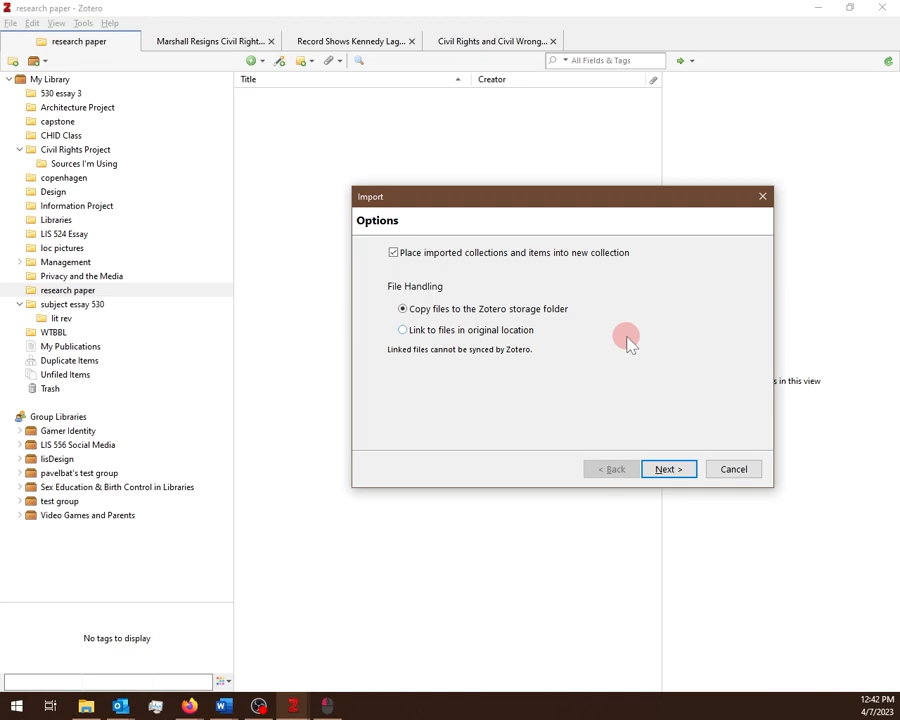 research paper - Zotero
File Edit View Tools Help
research paper
Marshall Resigns Civil Right...
Record Shows Kennedy Lag...
Civil Rights and Civil Wrong...
All Fields & Tags
My Library
530 essay 3
Architecture Project
capstone
CHID Class
Civil Rights Project
Sources I'm Using
copenhagen
Design
Information Project
Libraries
LIS 524 Essay
loc pictures
Management
Privacy and the Media
research paper
subject essay 530
lit rev
WTBBL
My Publications
Duplicate Items
Unfiled Items
Trash
Group Libraries
Gamer Identity
LIS 556 Social Media
lisDesign
pavelbat's test group
Sex Education & Birth Control in Libraries
test group
Video Games and Parents
No tags to display
Title
Creator
s in this view
Import
Options
Place imported collections and items into new collection
File Handling
Copy files to the Zotero storage folder
Link to files in original location
Linked files cannot be synced by Zotero.
< Back
Next >
Cancel
12:42 PM
4/7/2023